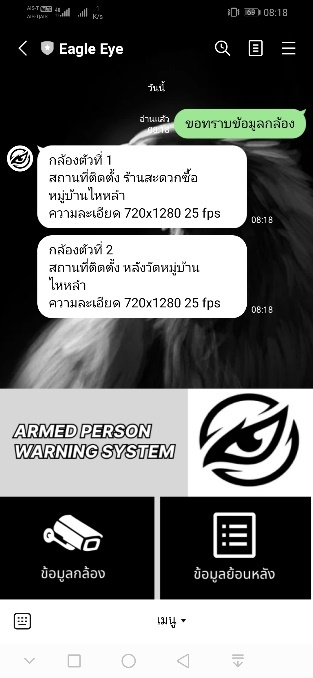 08:18
Eagle Eye
วันนี้
อ่านแล้ว
08:18
ขอทราบข้อมูลกล้อง
กล้องตัวที่ 1
สถานที่ติดตั้ง ร้านสะดวกซื้อ
หมู่บ้านไหหลำ
ความละเอียด 720x1280 25 fps
08:18
กล้องตัวที่ 2
สถานที่ติดตั้ง หลังวัดหมู่บ้าน
ไหหลำ
ความละเอียด 720x1280 25 fps
08:18
ARMED PERSON
WARNING SYSTEM
ข้อมูลกล้อง
ข้อมูลย้อนหลัง
เมนู